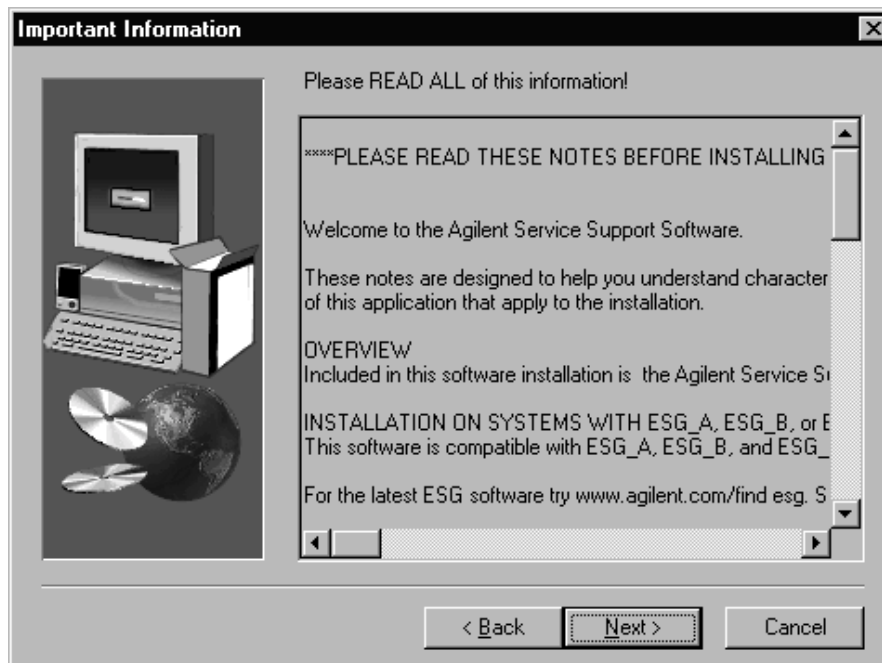 Important Information
Please READ ALL of this information!
****PLEASE READ THESE NOTES BEFORE INSTALLING
Welcome to the Agilent Service Support Software.
These notes are designed to help you understand character
of this application that apply to the installation.
OVERVIEW
Included in this software installation is  the Agilent Service S
INSTALLATION ON SYSTEMS WITH ESG_A, ESG_B, or E
This software is compatible with ESG_A, ESG_B, and ESG_
For the latest ESG software try www.agilent.com/find esg. S
< Back
Next >
Cancel